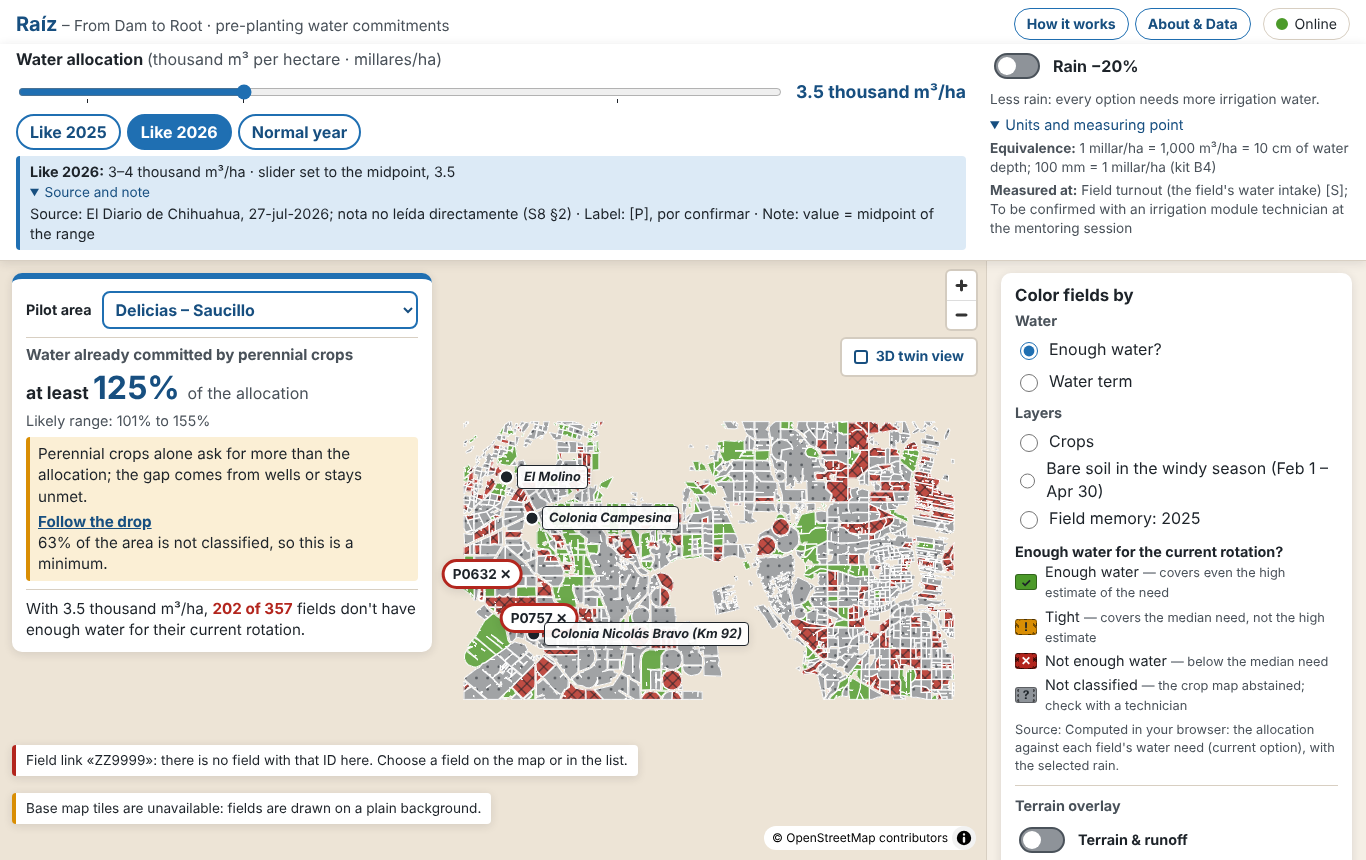 Raíz – From Dam to Root · pre-planting water commitments
How it works
About & Data
Online
Water allocation (thousand m³ per hectare · millares/ha)
3.5 thousand m³/ha
Like 2025
Like 2026
Normal year
Like 2026: 3–4 thousand m³/ha · slider set to the midpoint, 3.5
▼ Source and note
Source: El Diario de Chihuahua, 27-jul-2026; nota no leída directamente (S8 §2) · Label: [P], por confirmar · Note: value = midpoint of
the range
Rain −20%
Less rain: every option needs more irrigation water.
▼ Units and measuring point
Equivalence: 1 millar/ha = 1,000 m³/ha = 10 cm of water
depth; 100 mm = 1 millar/ha (kit B4)
Measured at: Field turnout (the field's water intake) [S];
To be confirmed with an irrigation module technician at
the mentoring session
Pilot area
Delicias – Saucillo
Water already committed by perennial crops
at least 125% of the allocation
Likely range: 101% to 155%
Perennial crops alone ask for more than the
allocation; the gap comes from wells or stays
unmet.
Follow the drop
63% of the area is not classified, so this is a
minimum.
With 3.5 thousand m³/ha, 202 of 357 fields don't have
enough water for their current rotation.
+
−
3D twin view
El Molino
Colonia Campesina
P0632 ✕
P0757 ✕
Colonia Nicolás Bravo (Km 92)
Field link «ZZ9999»: there is no field with that ID here. Choose a field on the map or in the list.
Base map tiles are unavailable: fields are drawn on a plain background.
© OpenStreetMap contributors
Color fields by
Water
Enough water?
Water term
Layers
Crops
Bare soil in the windy season (Feb 1 –
Apr 30)
Field memory: 2025
Enough water for the current rotation?
✓ Enough water — covers even the high
estimate of the need
! Tight — covers the median need, not the high
estimate
✕ Not enough water — below the median need
? Not classified — the crop map abstained;
check with a technician
Source: Computed in your browser: the allocation
against each field's water need (current option), with
the selected rain.
Terrain overlay
Terrain & runoff